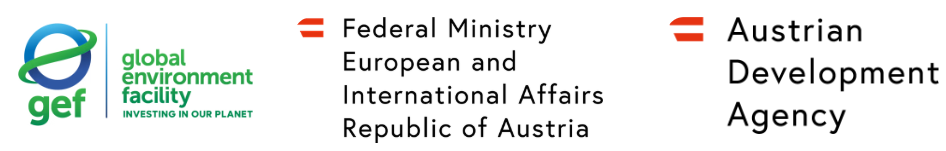 gef
global
environment
facility
INVESTING IN OUR PLANET
Federal Ministry
European and
International Affairs
Republic of Austria
Austrian
Development
Agency